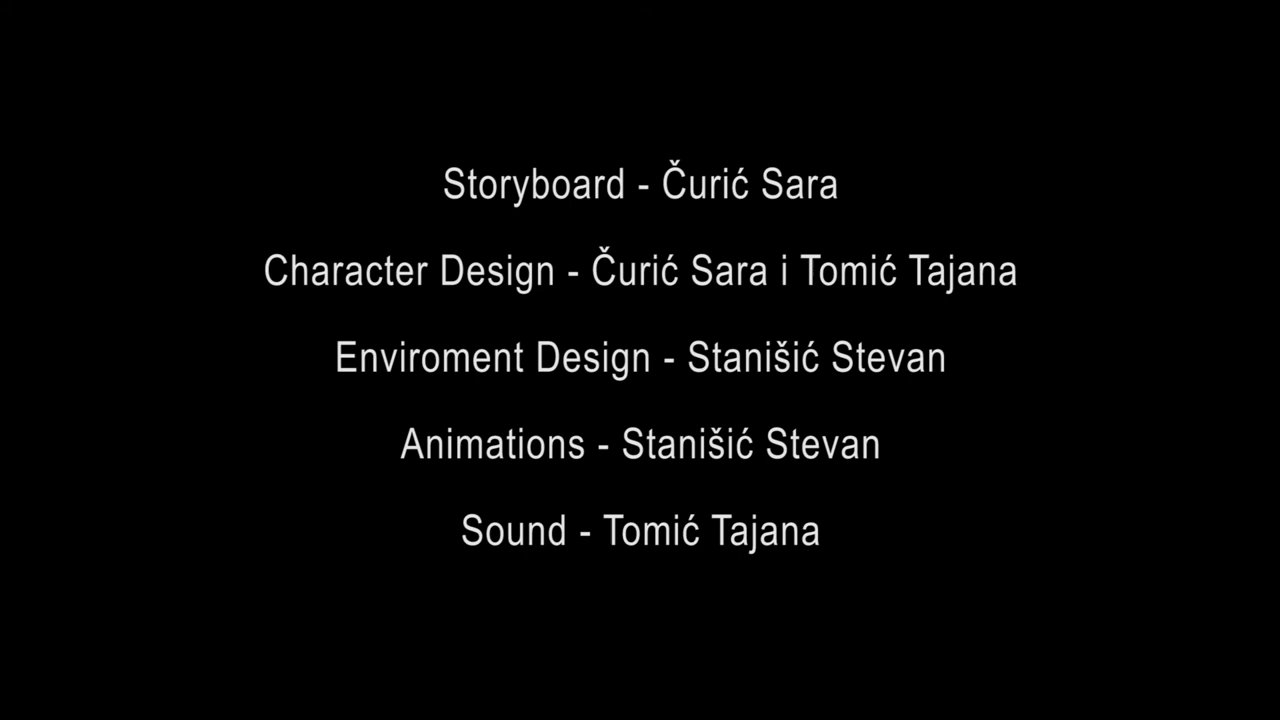 Storyboard - Čurić Sara
Character Design - Čurić Sara i Tomić Tajana
Enviroment Design - Stanišić Stevan
Animations - Stanišić Stevan
Sound - Tomić Tajana